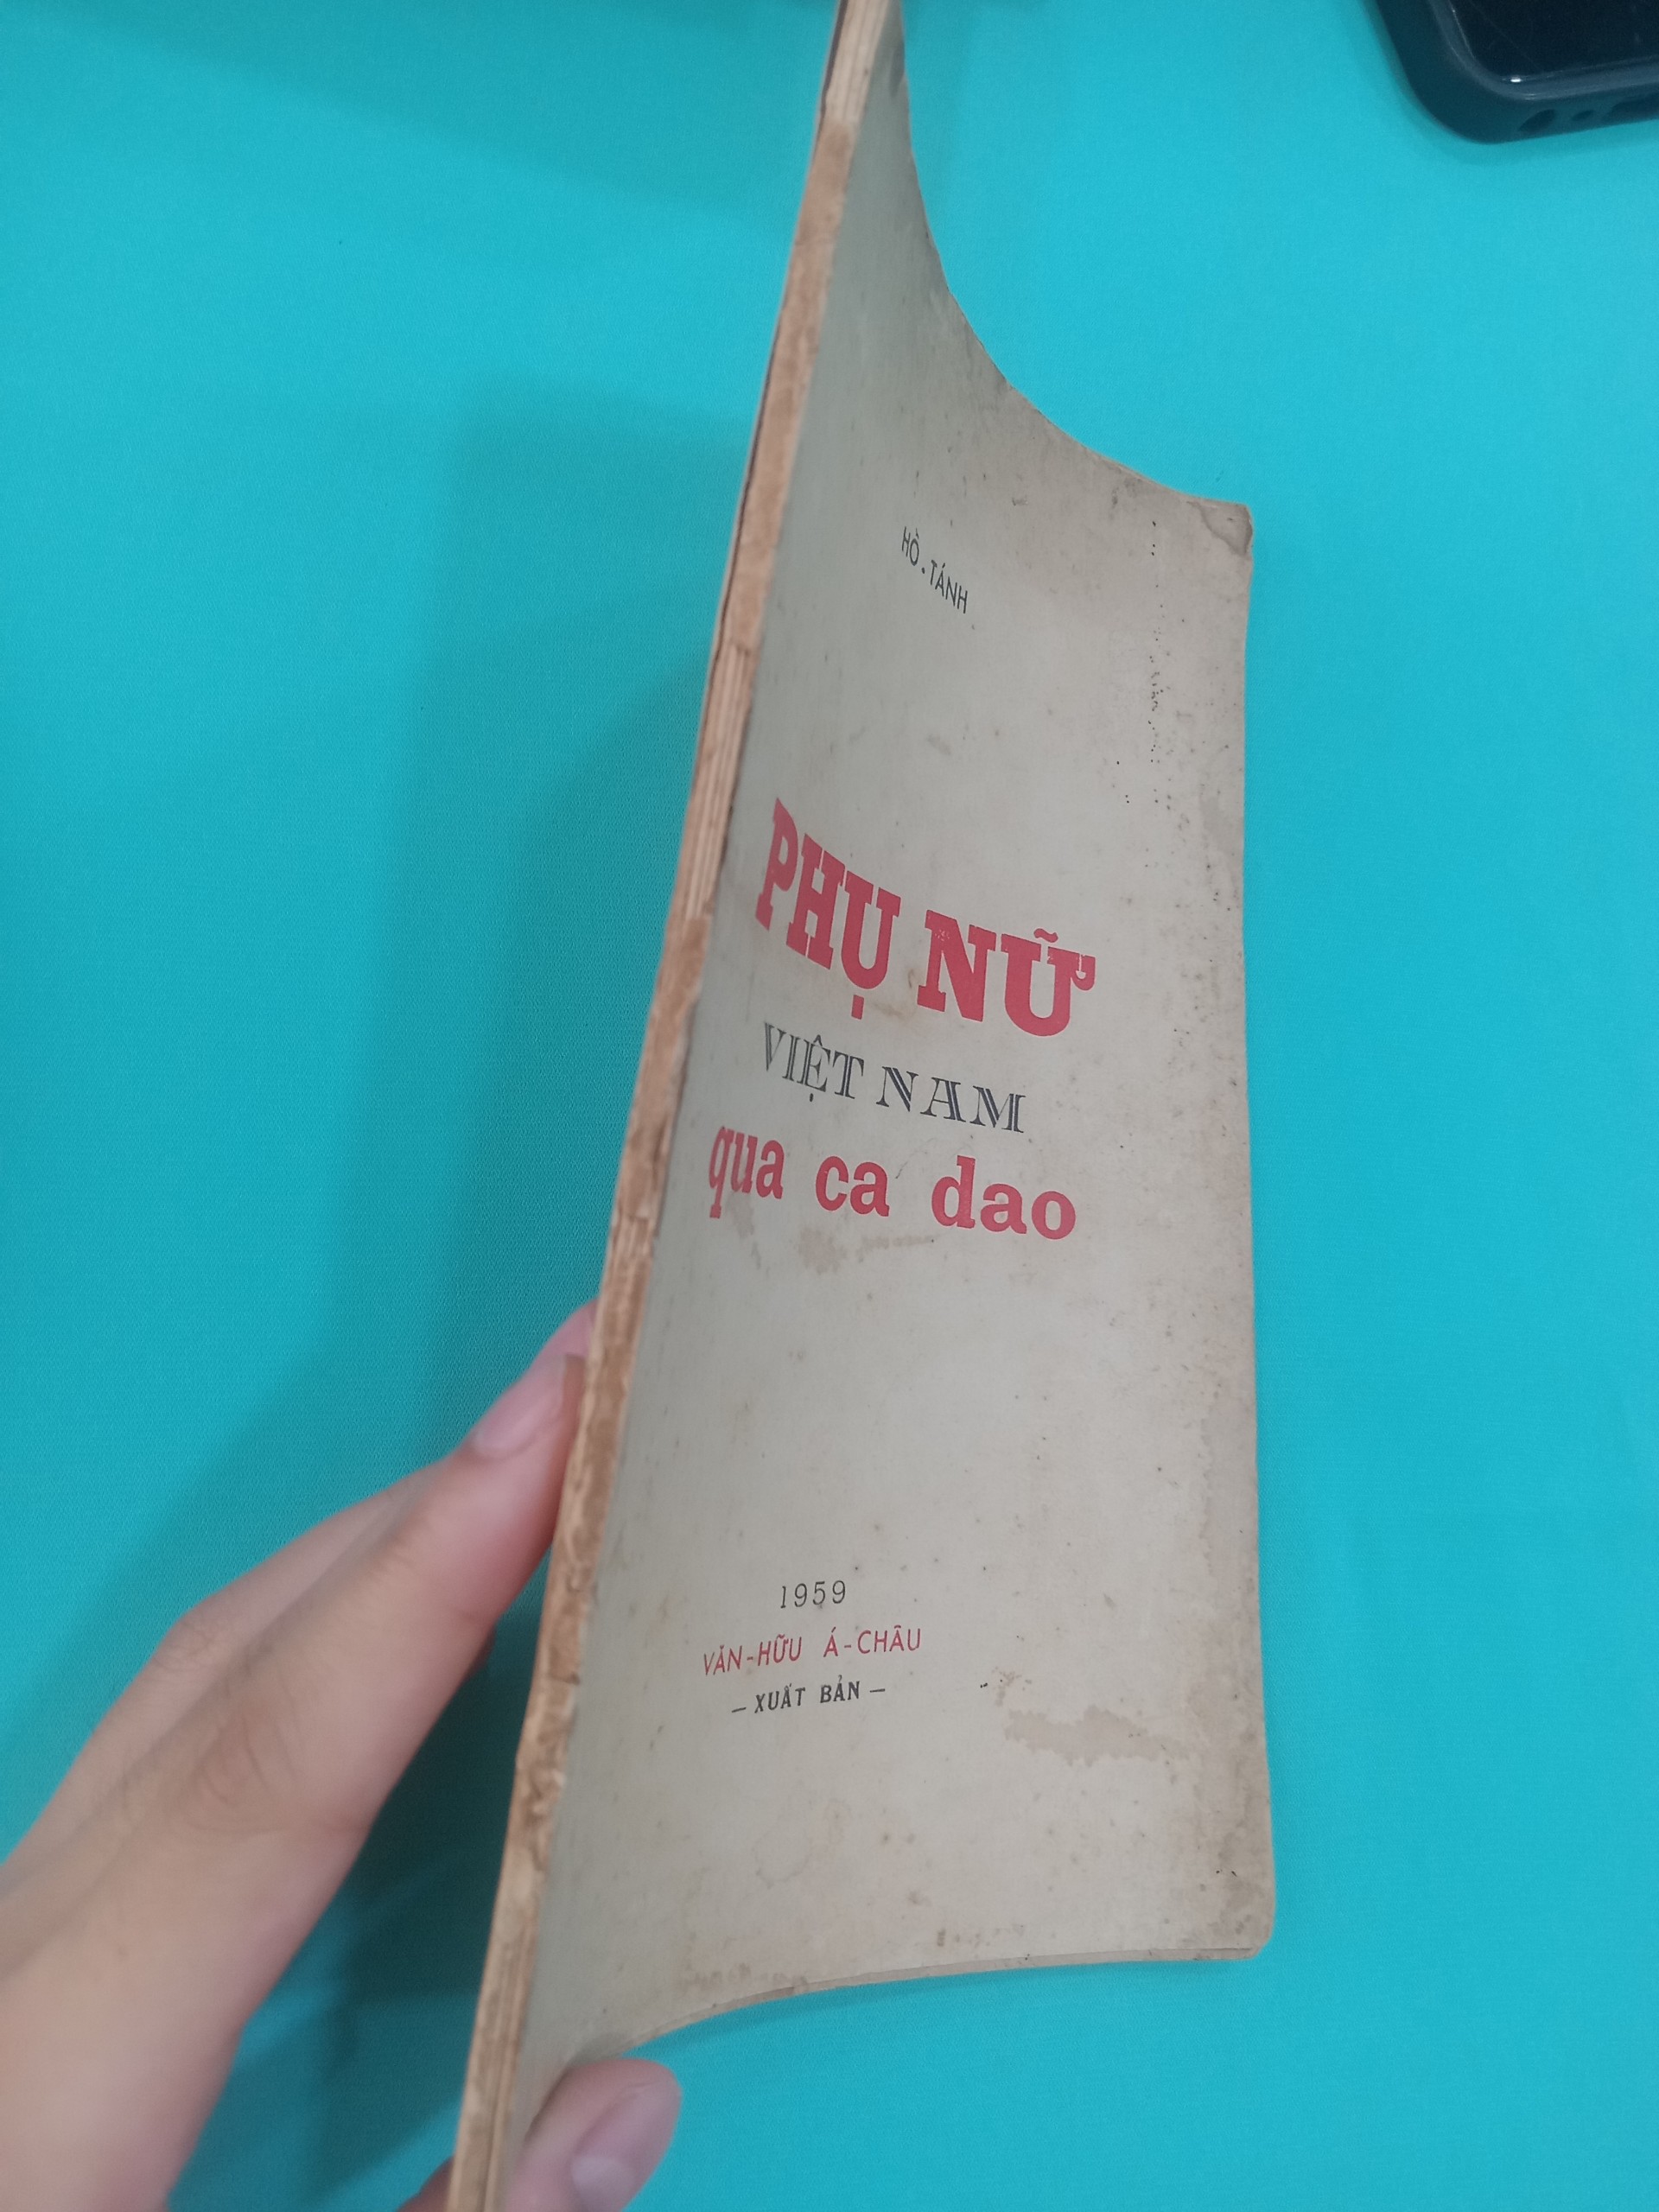 HỒ-TÁNH
PHỤ NỮ
VIỆT NAM
qua ca dao
1959
VĂN-HỮU Á-CHÂU
— XUẤT BẢN —